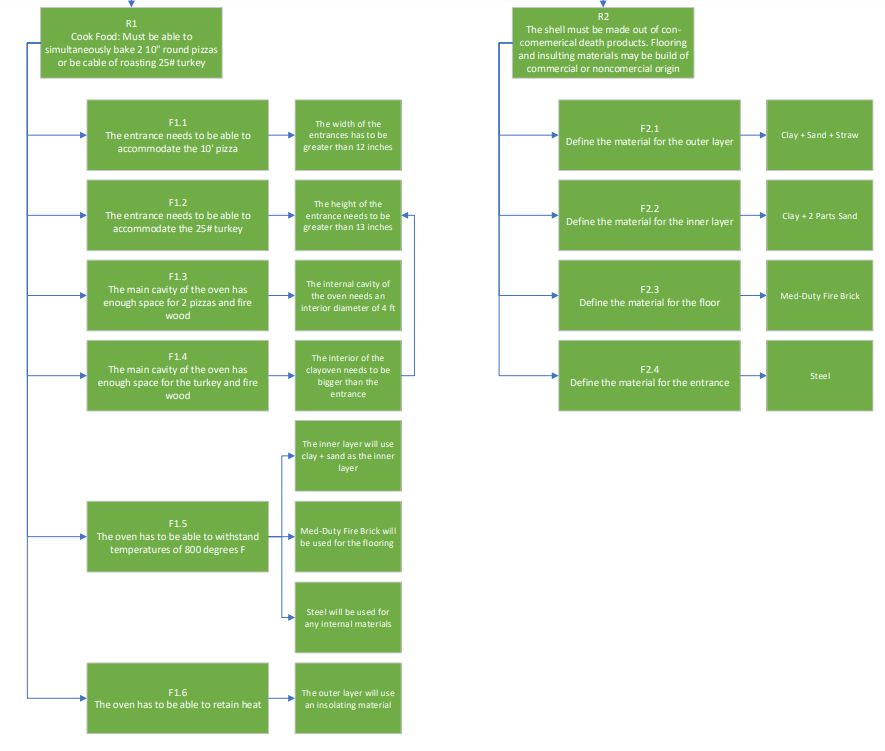 R1
Cook Food: Must be able to
simultaneously bake 2 10" round pizzas
or be cable of roasting 25# turkey
F1.1
The entrance needs to be able to
accommodate the 10' pizza
The width of the
entrances has to be
greater than 12 inches
F1.2
The entrance needs to be able to
accommodate the 25# turkey
The height of the
entrance needs to be
greater than 13 inches
F1.3
The main cavity of the oven has
enough space for 2 pizzas and fire
wood
The internal cavity of
the oven needs an
interior diameter of 4 ft
F1.4
The main cavity of the oven has
enough space for the turkey and fire
wood
The interior of the
clayoven needs to be
bigger than the
entrance
F1.5
The oven has to be able to withstand
temperatures of 800 degrees F
The inner layer will use
clay + sand as the inner
layer
Med-Duty Fire Brick will
be used for the flooring
Steel will be used for
any internal materials
F1.6
The oven has to be able to retain heat
The outer layer will use
an insolating material
R2
The shell must be made out of con-
comemerical death products. Flooring
and insulting materials may be build of
commercial or noncomercial origin
F2.1
Define the material for the outer layer
Clay + Sand + Straw
F2.2
Define the material for the inner layer
Clay + 2 Parts Sand
F2.3
Define the material for the floor
Med-Duty Fire Brick
F2.4
Define the material for the entrance
Steel